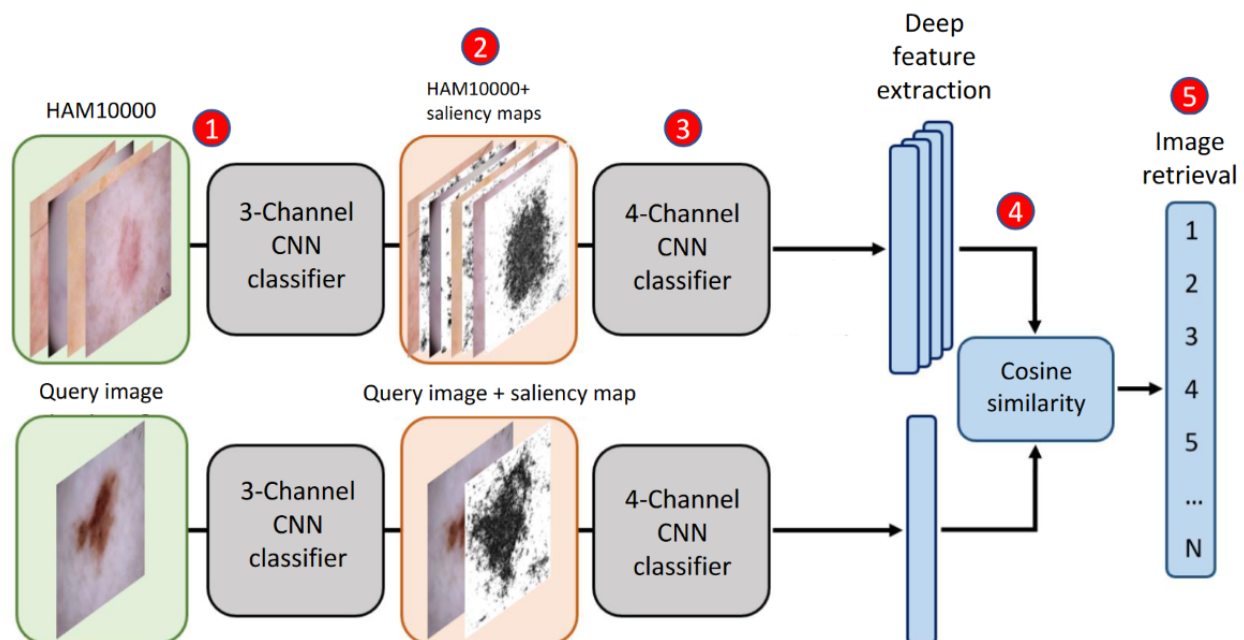 2
Deep
feature
extraction
5
HAM10000
1
HAM10000+
saliency maps
3
Image
retrieval
3-Channel
CNN
classifier
4-Channel
CNN
classifier
4
1
2
3
4
5
...
N
Cosine
similarity
Query image
Query image + saliency map
3-Channel
CNN
classifier
4-Channel
CNN
classifier